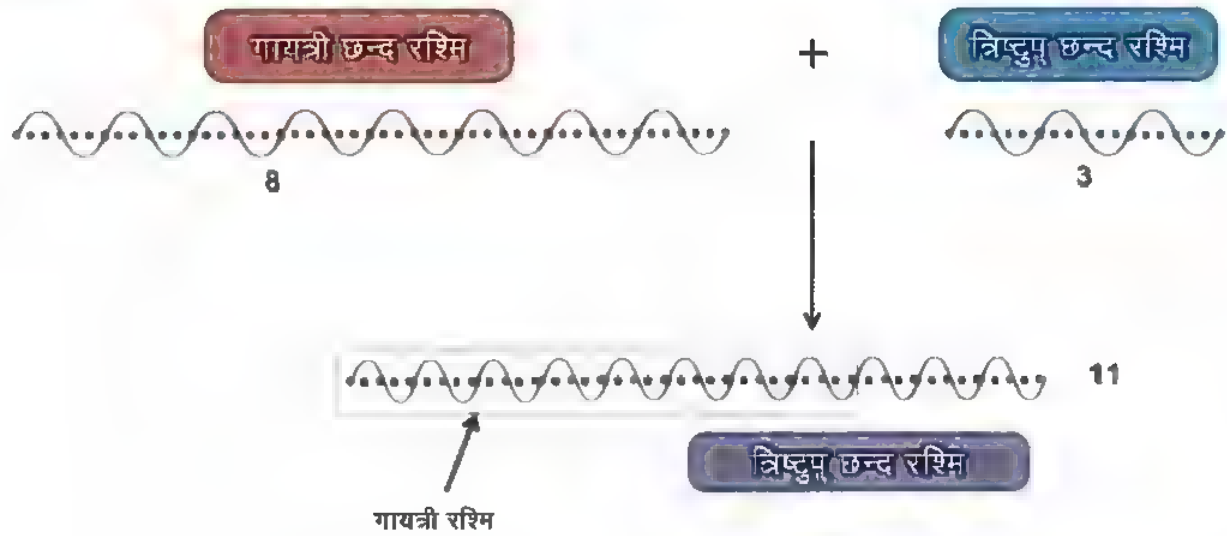 गायत्री छन्द रश्मि
+
त्रिष्टुप् छन्द रश्मि
8
3
11
त्रिष्टुप् छन्द रश्मि
गायत्री रश्मि